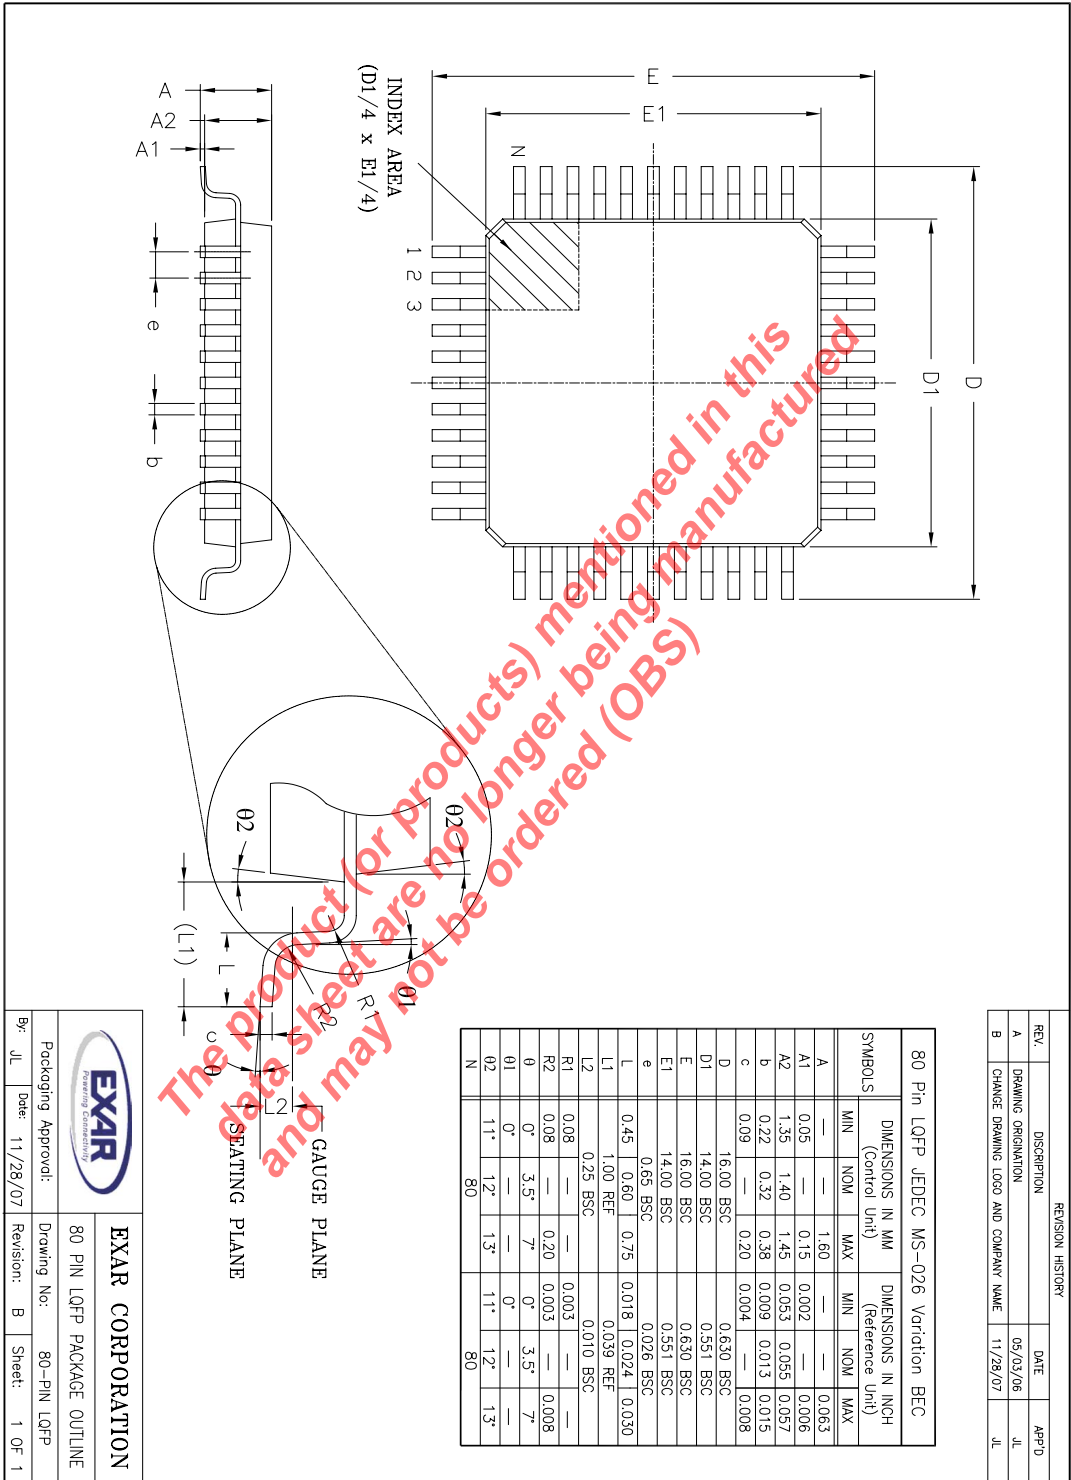 REVISION HISTORY
REV. DISCRIPTION DATE APP'D
A DRAWING ORIGINATION 05/03/06 JL
B CHANGE DRAWING LOGO AND COMPANY NAME 11/28/07 JL
D
D1
E
E1
N
1 2 3
INDEX AREA
(D1/4 x E1/4)
A
A2
A1
e
b
θ2
θ2
(L1)
L
θ1
R1
R2
c
θ
L2
GAUGE PLANE
SEATING PLANE
80 Pin LQFP JEDEC MS-026 Variation BEC
SYMBOLS DIMENSIONS IN MM (Control Unit) DIMENSIONS IN INCH (Reference Unit)
MIN NOM MAX MIN NOM MAX
A — — 1.60 — — 0.063
A1 0.05 — 0.15 0.002 — 0.006
A2 1.35 1.40 1.45 0.053 0.055 0.057
b 0.22 0.32 0.38 0.009 0.013 0.015
c 0.09 — 0.20 0.004 — 0.008
D 16.00 BSC 0.630 BSC
D1 14.00 BSC 0.551 BSC
E 16.00 BSC 0.630 BSC
E1 14.00 BSC 0.551 BSC
e 0.65 BSC 0.026 BSC
L 0.45 0.60 0.75 0.018 0.024 0.030
L1 1.00 REF 0.039 REF
L2 0.25 BSC 0.010 BSC
R1 0.08 — — 0.003 — —
R2 0.08 — 0.20 0.003 — 0.008
θ 0° 3.5° 7° 0° 3.5° 7°
θ1 0° — — 0° — —
θ2 11° 12° 13° 11° 12° 13°
N 80 80
The product (or products) mentioned in this
data sheet are no longer being manufactured
and may not be ordered (OBS)
EXAR
Powering Connectivity
EXAR CORPORATION
80 PIN LQFP PACKAGE OUTLINE
Packaging Approval:
Drawing No: 80-PIN LQFP
By: JL Date: 11/28/07 Revision: B Sheet: 1 OF 1